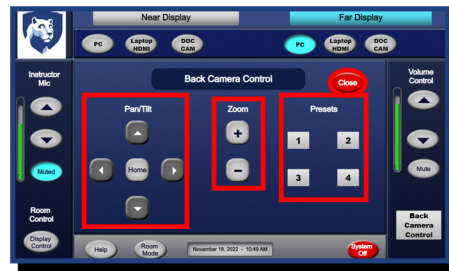 Near Display
Far Display
PC
Laptop
HDMI
DOC
CAM
PC
Laptop
HDMI
DOC
CAM
Instructor
Mic
Back Camera Control
Close
Volume
Control
Pan/Tilt
Zoom
Presets
+
1
2
Muted
Home
-
3
4
Mute
Room
Control
Back
Camera
Control
Display
Control
Help
Room
Mode
November 18, 2022 - 10:49 AM
System
Off